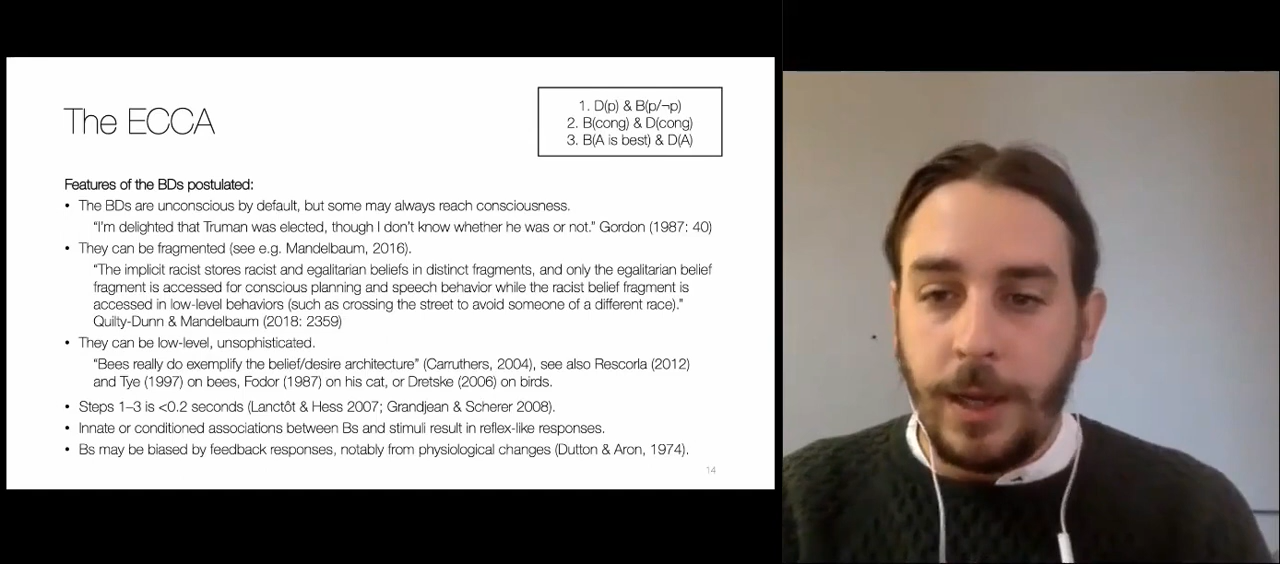 The ECCA
1. D(p) & B(p/¬p)
2. B(cong) & D(cong)
3. B(A is best) & D(A)
Features of the BDs postulated:
• The BDs are unconscious by default, but some may always reach consciousness.
“I’m delighted that Truman was elected, though I don’t know whether he was or not.” Gordon (1987: 40)
• They can be fragmented (see e.g. Mandelbaum, 2016).
“The implicit racist stores racist and egalitarian beliefs in distinct fragments, and only the egalitarian belief
fragment is accessed for conscious planning and speech behavior while the racist belief fragment is
accessed in low-level behaviors (such as crossing the street to avoid someone of a different race).”
Quilty-Dunn & Mandelbaum (2018: 2359)
• They can be low-level, unsophisticated.
“Bees really do exemplify the belief/desire architecture” (Carruthers, 2004), see also Rescorla (2012)
and Tye (1997) on bees, Fodor (1987) on his cat, or Dretske (2006) on birds.
• Steps 1–3 is <0.2 seconds (Lanctôt & Hess 2007; Grandjean & Scherer 2008).
• Innate or conditioned associations between Bs and stimuli result in reflex-like responses.
• Bs may be biased by feedback responses, notably from physiological changes (Dutton & Aron, 1974).
14